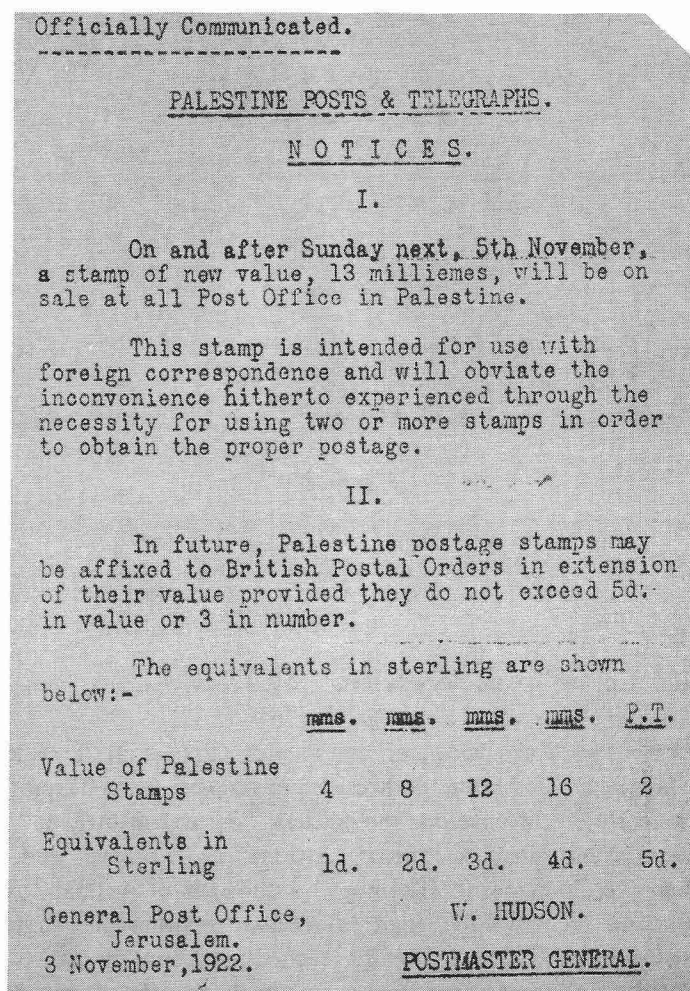 Officially Communicated.
PALESTINE POSTS & TELEGRAPHS.
N O T I C E S.
I.
On and after Sunday next, 5th November,
a stamp of new value, 13 milliemes, will be on
sale at all Post Office in Palestine.
This stamp is intended for use with
foreign correspondence and will obviate the
inconvenience hitherto experienced through the
necessity for using two or more stamps in order
to obtain the proper postage.
II.
In future, Palestine postage stamps may
be affixed to British Postal Orders in extension
of their value provided they do not exceed 5d.
in value or 3 in number.
The equivalents in sterling are shown
below:-
mms. mms. mms. mms. P.T.
Value of Palestine
Stamps 4 8 12 16 2
Equivalents in
Sterling 1d. 2d. 3d. 4d. 5d.
General Post Office, W. HUDSON.
Jerusalem.
3 November,1922. POSTMASTER GENERAL.